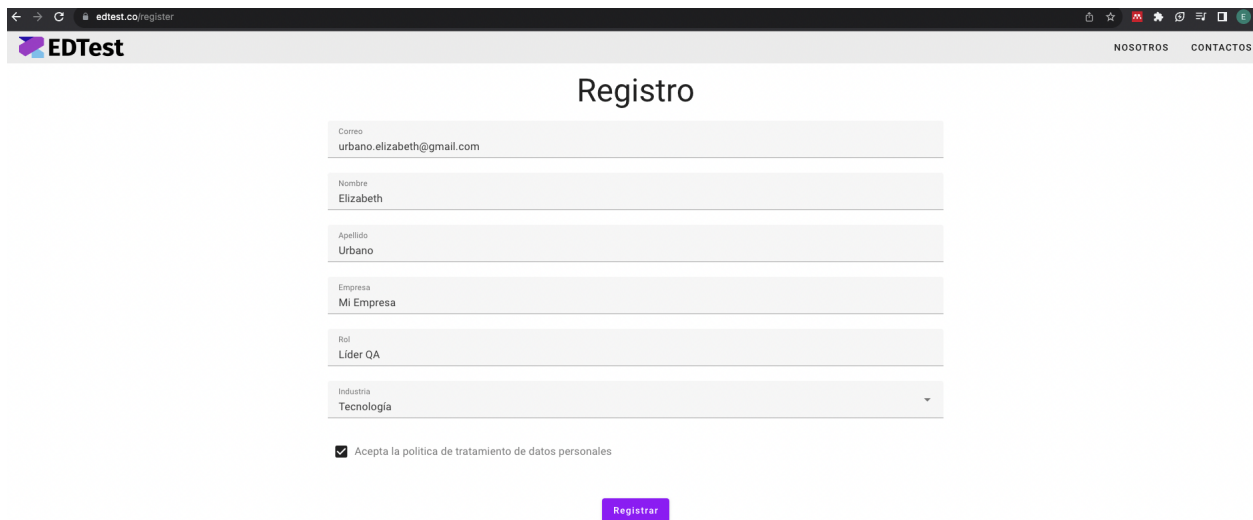 edtest.co/register
E
EDTest
NOSOTROS CONTACTOS
Registro
Correo
urbano.elizabeth@gmail.com
Nombre
Elizabeth
Apellido
Urbano
Empresa
Mi Empresa
Rol
Líder QA
Industria
Tecnología
Acepta la politica de tratamiento de datos personales
Registrar